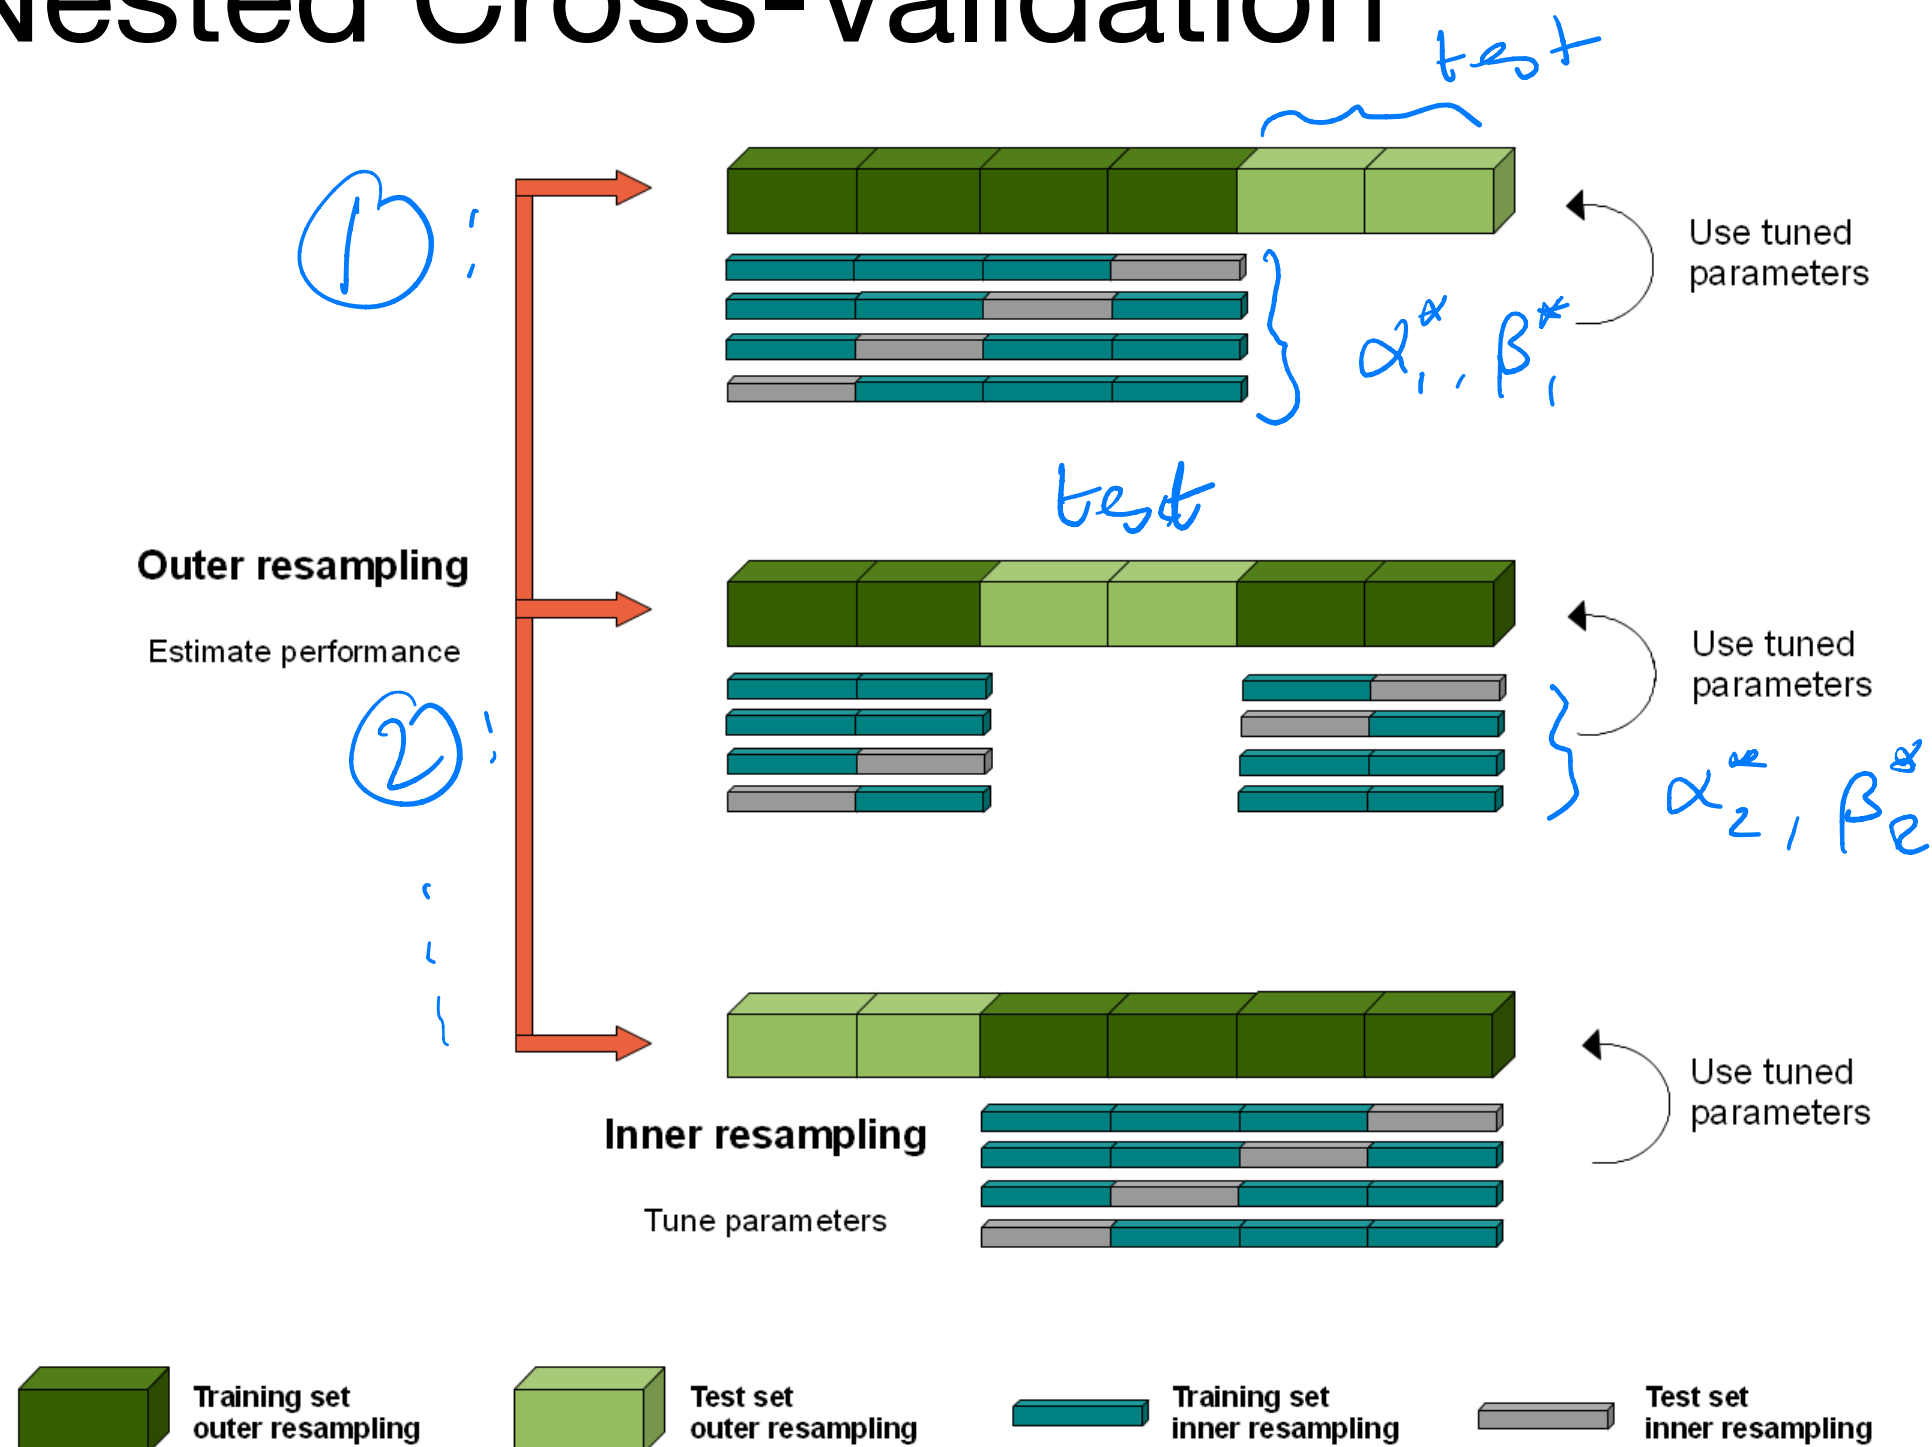 Nested Cross-Validation
test
1 :
Use tuned
parameters
α₁*, β₁*
test
Outer resampling
Estimate performance
Use tuned
parameters
2 :
α₂*, β₂*
Use tuned
parameters
Inner resampling
Tune parameters
Training set
outer resampling
Test set
outer resampling
Training set
inner resampling
Test set
inner resampling